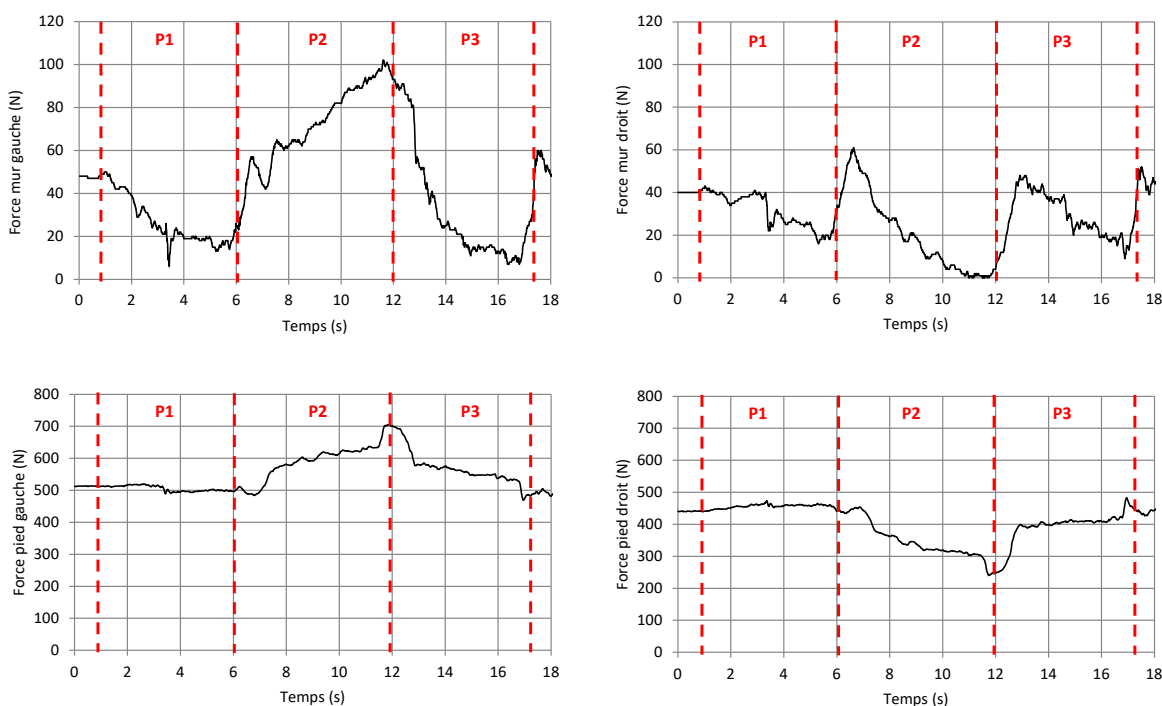 Force mur gauche (N)
120
100
80
60
40
20
0
P1 P2 P3
0 2 4 6 8 10 12 14 16 18
Temps (s)
Force mur droit (N)
120
100
80
60
40
20
0
P1 P2 P3
0 2 4 6 8 10 12 14 16 18
Temps (s)
Force pied gauche (N)
800
700
600
500
400
300
200
100
0
P1 P2 P3
0 2 4 6 8 10 12 14 16 18
Temps (s)
Force pied droit (N)
800
700
600
500
400
300
200
100
0
P1 P2 P3
0 2 4 6 8 10 12 14 16 18
Temps (s)